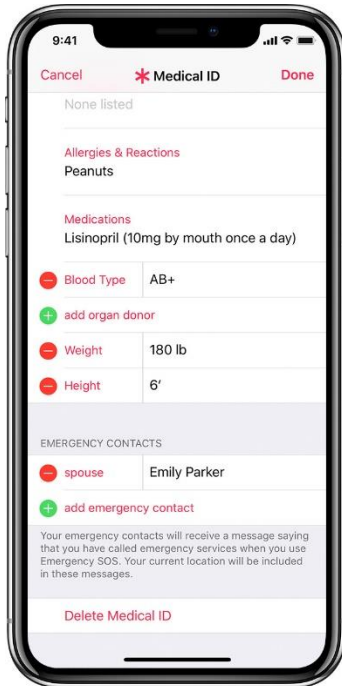 9:41
Cancel Medical ID Done
None listed
Allergies & Reactions
Peanuts
Medications
Lisinopril (10mg by mouth once a day)
Blood Type AB+
add organ donor
Weight 180 lb
Height 6′
EMERGENCY CONTACTS
spouse Emily Parker
add emergency contact
Your emergency contacts will receive a message saying
that you have called emergency services when you use
Emergency SOS. Your current location will be included
in these messages.
Delete Medical ID